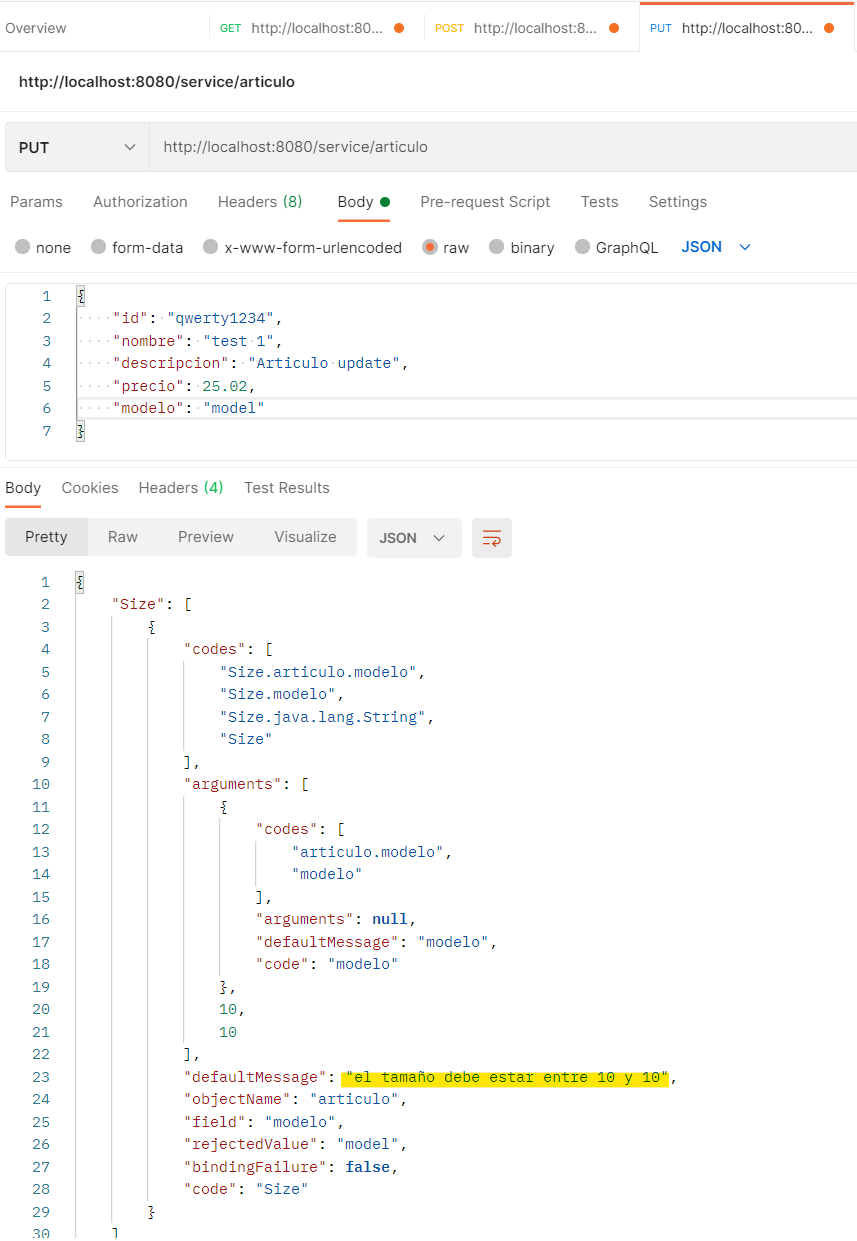 Overview GET http://localhost:80... POST http://localhost:8... PUT http://localhost:80...
http://localhost:8080/service/articulo
PUT http://localhost:8080/service/articulo
Params Authorization Headers (8) Body Pre-request Script Tests Settings
none form-data x-www-form-urlencoded raw binary GraphQL JSON
1 {
2 ····"id":·"qwerty1234",
3 ····"nombre":·"test·1",
4 ····"descripcion":·"Articulo·update",
5 ····"precio":·25.02,
6 ····"modelo":·"model"
7 }
Body Cookies Headers (4) Test Results
Pretty Raw Preview Visualize JSON
1 {
2 "Size": [
3 {
4 "codes": [
5 "Size.articulo.modelo",
6 "Size.modelo",
7 "Size.java.lang.String",
8 "Size"
9 ],
10 "arguments": [
11 {
12 "codes": [
13 "articulo.modelo",
14 "modelo"
15 ],
16 "arguments": null,
17 "defaultMessage": "modelo",
18 "code": "modelo"
19 },
20 10,
21 10
22 ],
23 "defaultMessage": "el tamaño debe estar entre 10 y 10",
24 "objectName": "articulo",
25 "field": "modelo",
26 "rejectedValue": "model",
27 "bindingFailure": false,
28 "code": "Size"
29 }
30 ]